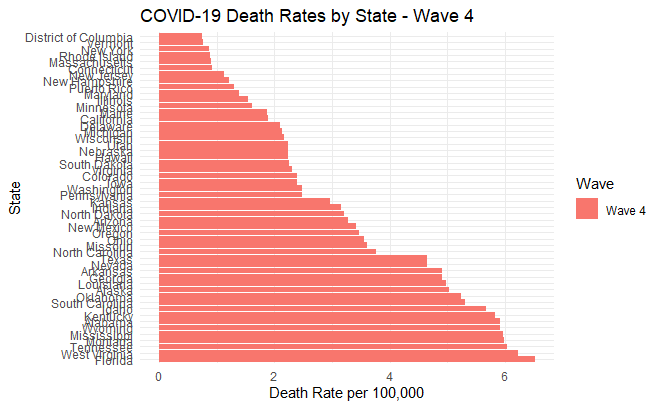 COVID-19 Death Rates by State - Wave 4
District of Columbia
Vermont
New York
Rhode Island
Massachusetts
Connecticut
New Jersey
New Hampshire
Puerto Rico
Maryland
Illinois
Minnesota
Maine
California
Delaware
Michigan
Wisconsin
Utah
Nebraska
Hawaii
South Dakota
Virginia
Colorado
Iowa
Washington
Pennsylvania
Kansas
Indiana
North Dakota
Arizona
New Mexico
Oregon
Ohio
Missouri
North Carolina
Texas
Nevada
Arkansas
Georgia
Louisiana
Alaska
Oklahoma
South Carolina
Idaho
Kentucky
Alabama
Wyoming
Mississippi
Montana
Tennessee
West Virginia
Florida
State
0 2 4 6
Death Rate per 100,000
Wave
Wave 4